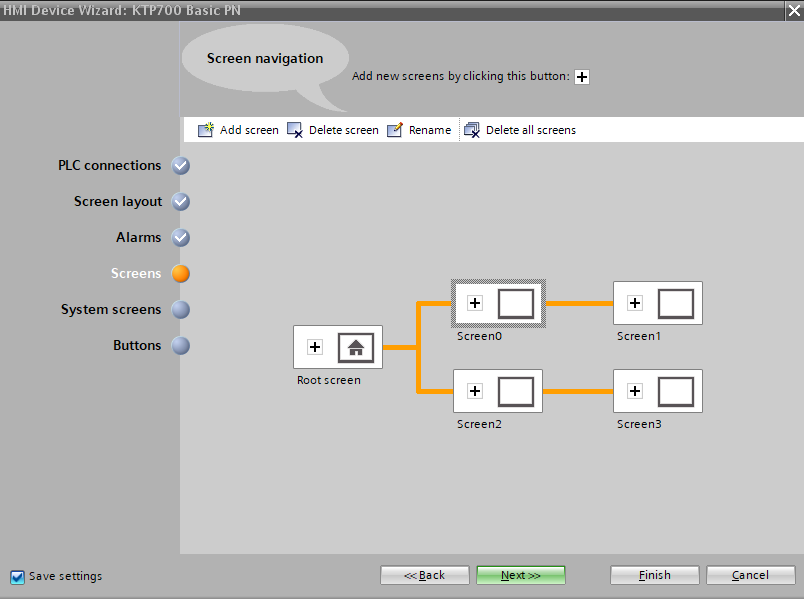 HMI Device Wizard: KTP700 Basic PN
Screen navigation
Add new screens by clicking this button:
Add screen
Delete screen
Rename
Delete all screens
PLC connections
Screen layout
Alarms
Screens
System screens
Buttons
Root screen
Screen0
Screen1
Screen2
Screen3
Save settings
<<Back
Next>>
Finish
Cancel